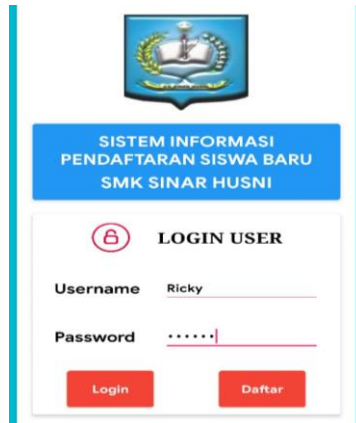 SISTEM INFORMASI
PENDAFTARAN SISWA BARU
SMK SINAR HUSNI
LOGIN USER
Username Ricky
Password ••••••
Login Daftar